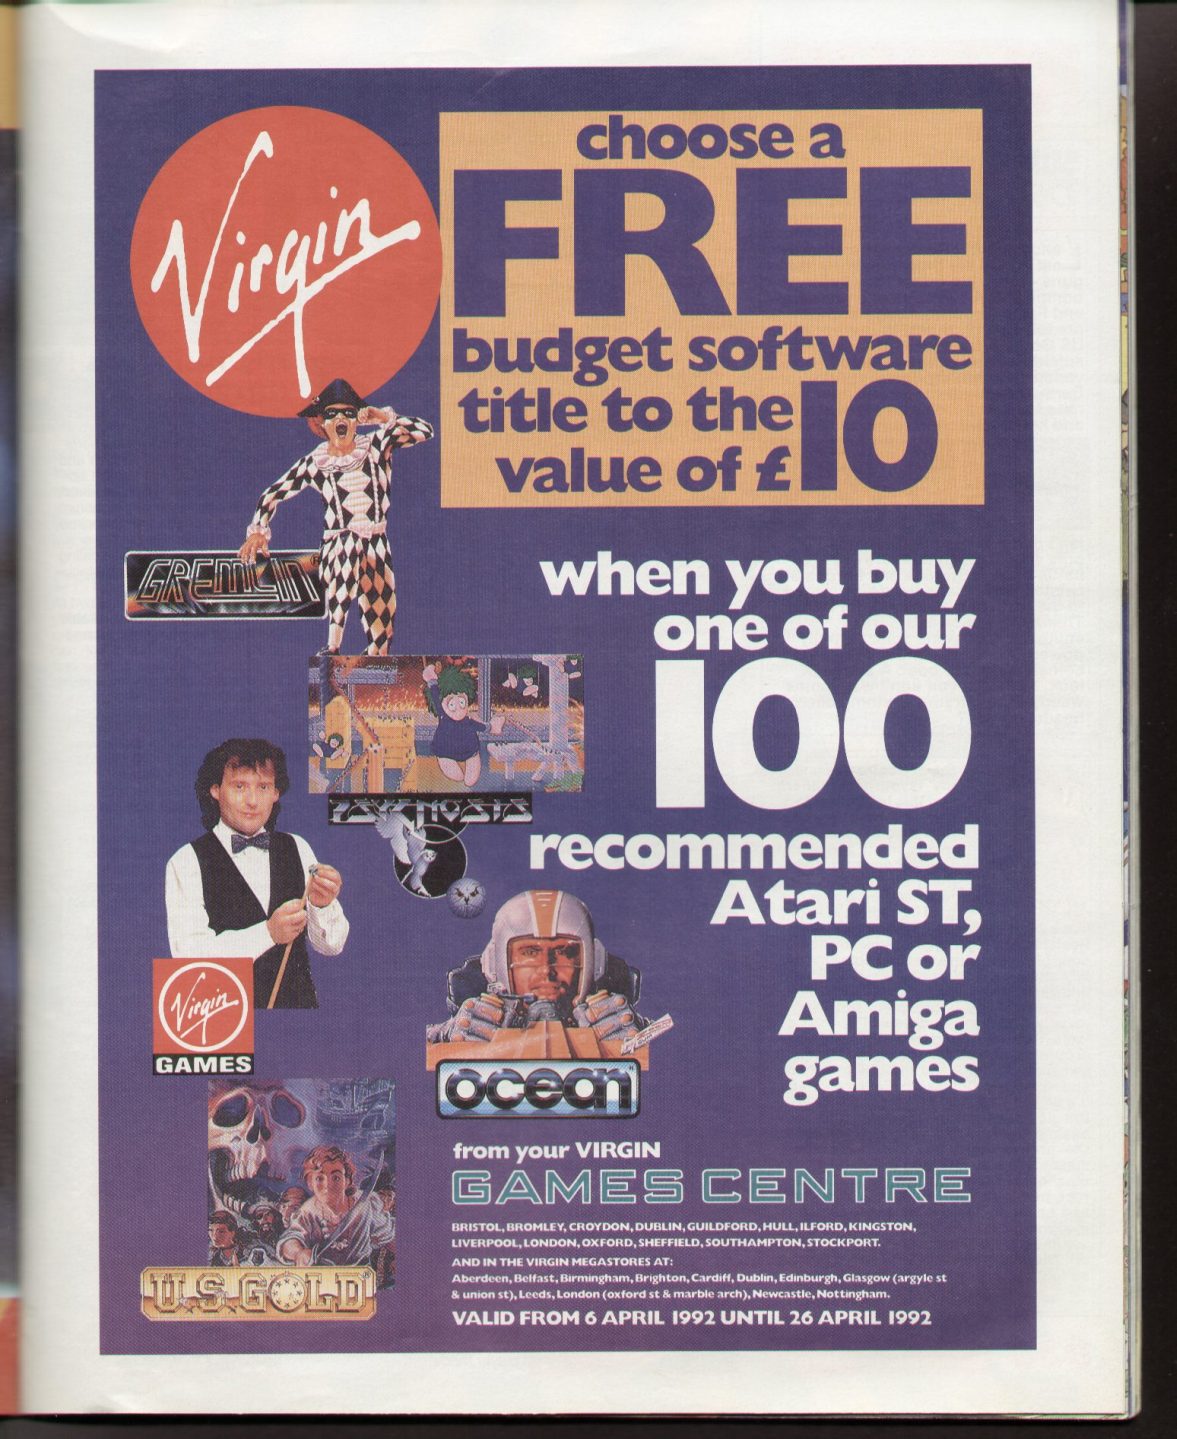 Virgin
choose a
FREE
budget software
title to the
value of £10
GREMLIN
when you buy
one of our
100
recommended
Atari ST,
PC or
Amiga
games
PSYGNOSIS
Virgin
GAMES
ocean
U.S. GOLD
from your VIRGIN
GAMES CENTRE
BRISTOL, BROMLEY, CROYDON, DUBLIN, GUILDFORD, HULL, ILFORD, KINGSTON,
LIVERPOOL, LONDON, OXFORD, SHEFFIELD, SOUTHAMPTON, STOCKPORT.
AND IN THE VIRGIN MEGASTORES AT:
Aberdeen, Belfast, Birmingham, Brighton, Cardiff, Dublin, Edinburgh, Glasgow (argyle st
& union st), Leeds, London (oxford st & marble arch), Newcastle, Nottingham.
VALID FROM 6 APRIL 1992 UNTIL 26 APRIL 1992